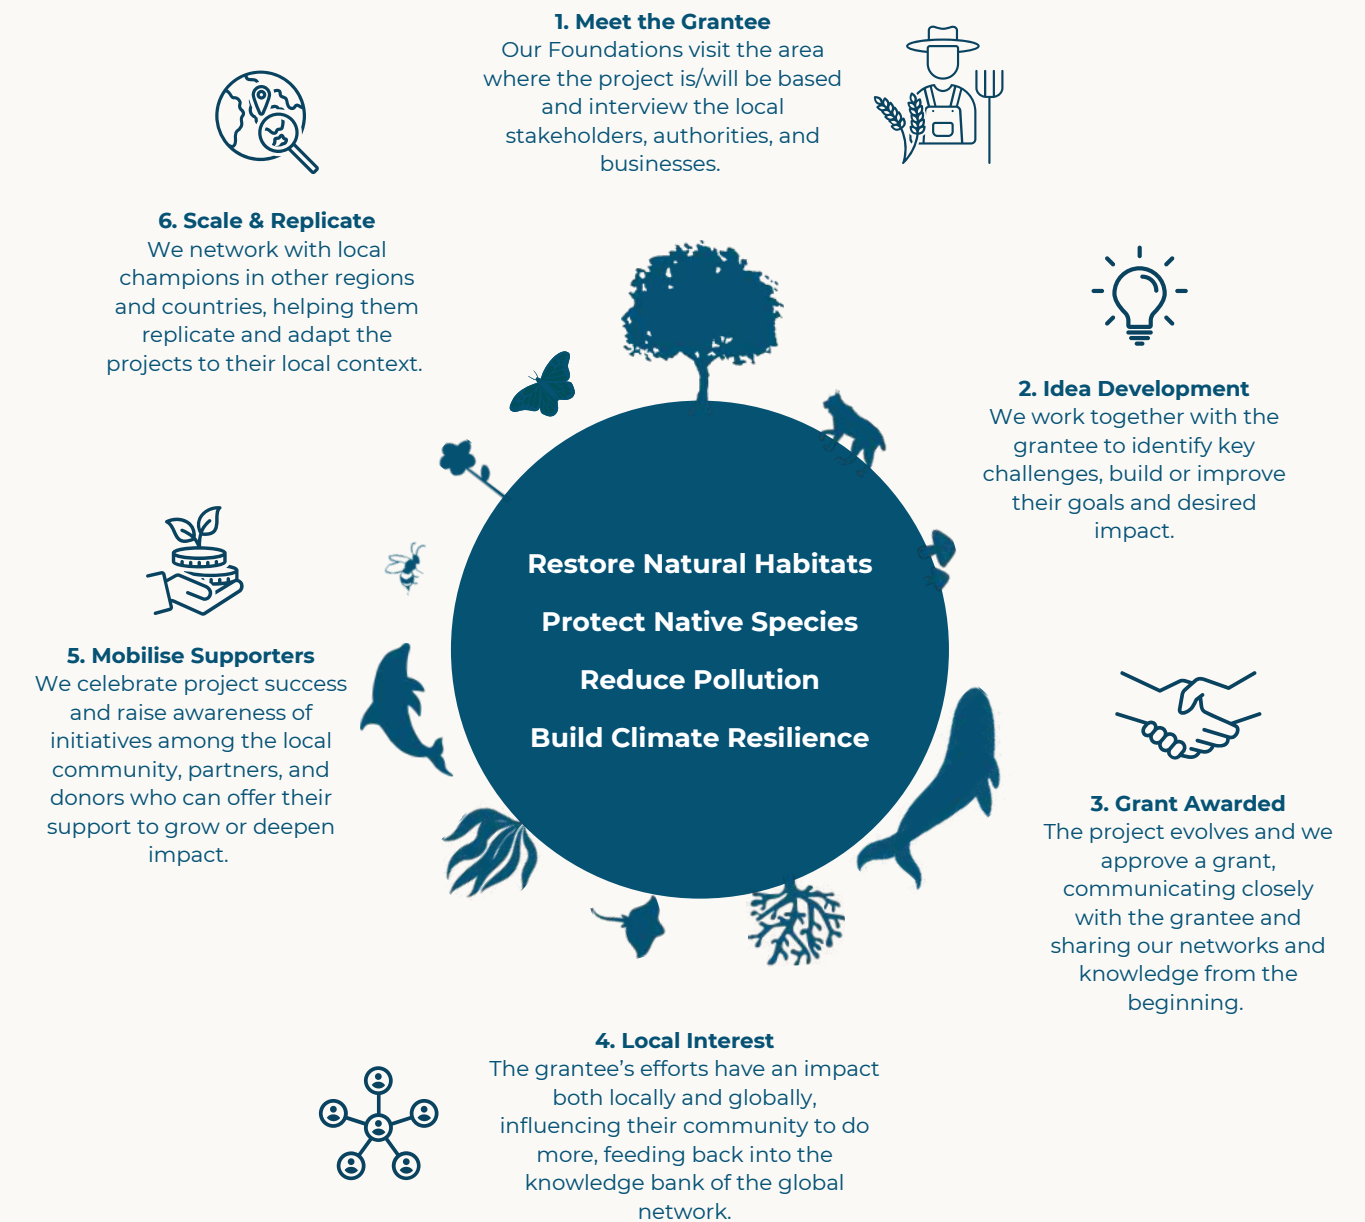 1. Meet the Grantee
Our Foundations visit the area
where the project is/will be based
and interview the local
stakeholders, authorities, and
businesses.
2. Idea Development
We work together with the
grantee to identify key
challenges, build or improve
their goals and desired
impact.
3. Grant Awarded
The project evolves and we
approve a grant,
communicating closely
with the grantee and
sharing our networks and
knowledge from the
beginning.
4. Local Interest
The grantee’s efforts have an impact
both locally and globally,
influencing their community to do
more, feeding back into the
knowledge bank of the global
network.
5. Mobilise Supporters
We celebrate project success
and raise awareness of
initiatives among the local
community, partners, and
donors who can offer their
support to grow or deepen
impact.
6. Scale & Replicate
We network with local
champions in other regions
and countries, helping them
replicate and adapt the
projects to their local context.
Restore Natural Habitats
Protect Native Species
Reduce Pollution
Build Climate Resilience